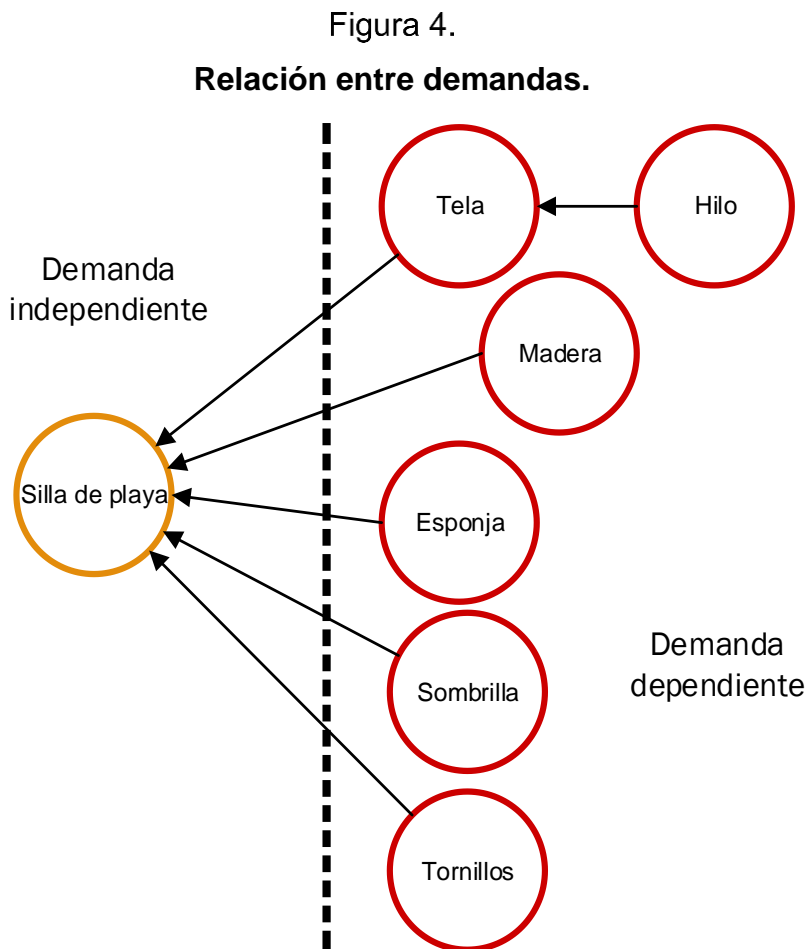 Figura 4.
Relación entre demandas.
Tela
Hilo
Demanda
independiente
Madera
Silla de playa
Esponja
Demanda
dependiente
Sombrilla
Tornillos